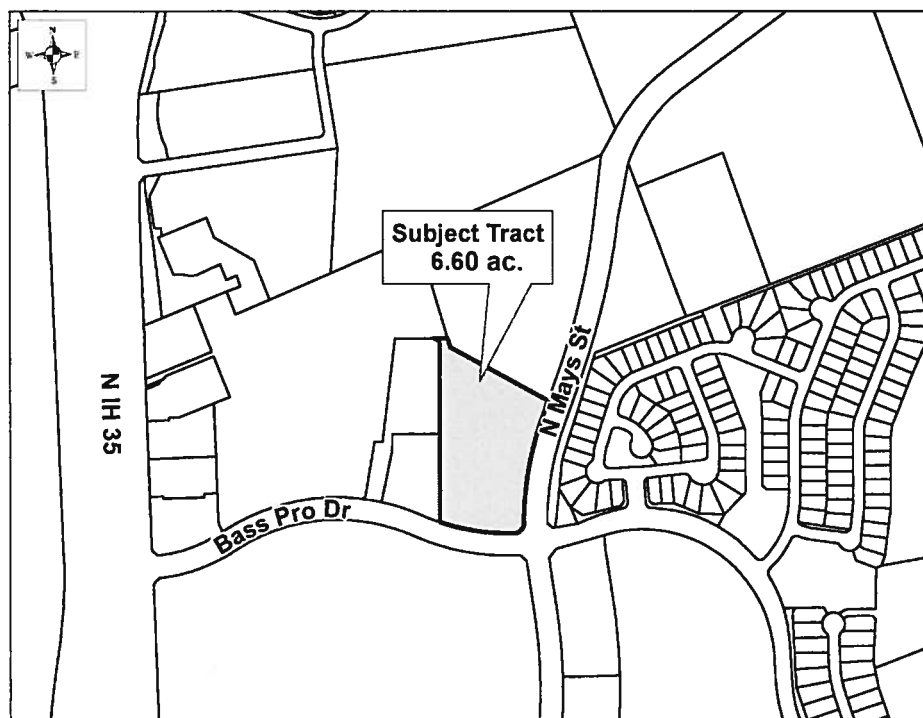 N
W E
S
Subject Tract
6.60 ac.
N Mays St
N IH 35
Bass Pro Dr